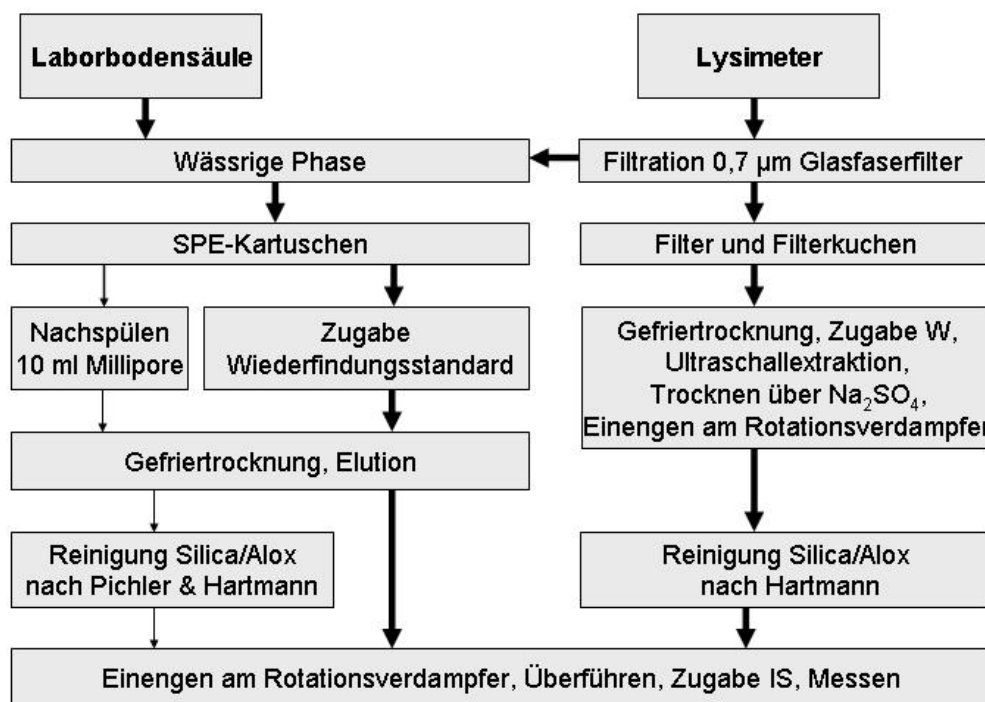 Laborbodensäule
Lysimeter
Wässrige Phase
Filtration 0,7 µm Glasfaserfilter
SPE-Kartuschen
Filter und Filterkuchen
Nachspülen
10 ml Millipore
Zugabe
Wiederfindungsstandard
Gefriertrocknung, Zugabe W,
Ultraschallextraktion,
Trocknen über Na₂SO₄,
Einengen am Rotationsverdampfer
Gefriertrocknung, Elution
Reinigung Silica/Alox
nach Pichler & Hartmann
Reinigung Silica/Alox
nach Hartmann
Einengen am Rotationsverdampfer, Überführen, Zugabe IS, Messen